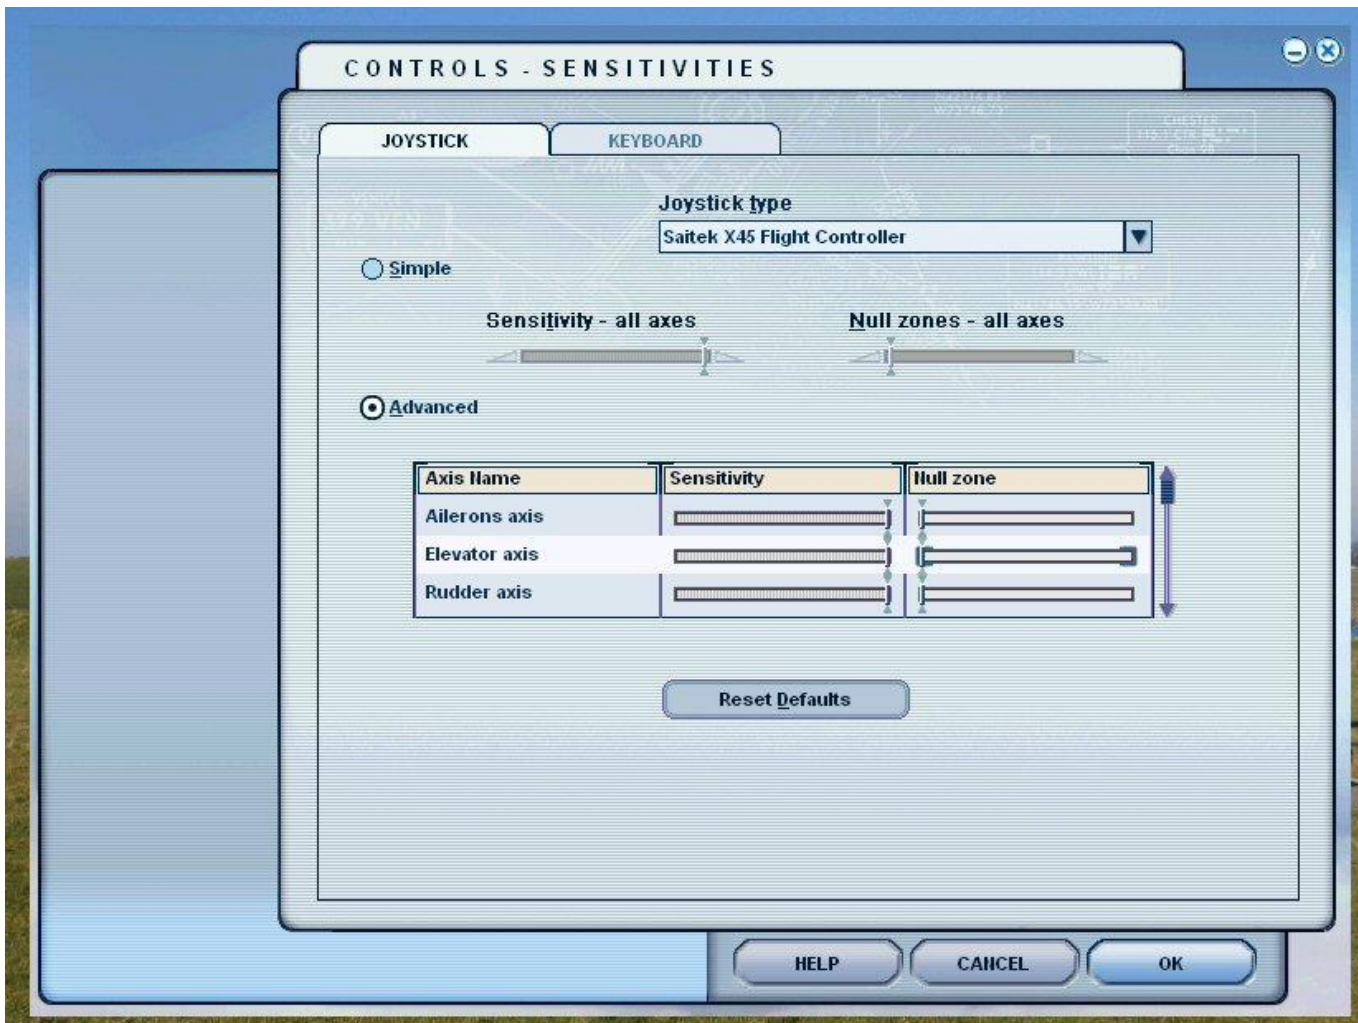 CONTROLS - SENSITIVITIES
JOYSTICK
KEYBOARD
Joystick type
Saitek X45 Flight Controller
Simple
Sensitivity - all axes
Null zones - all axes
Advanced
Axis Name
Sensitivity
Null zone
Ailerons axis
Elevator axis
Rudder axis
Reset Defaults
HELP
CANCEL
OK
CHESTER